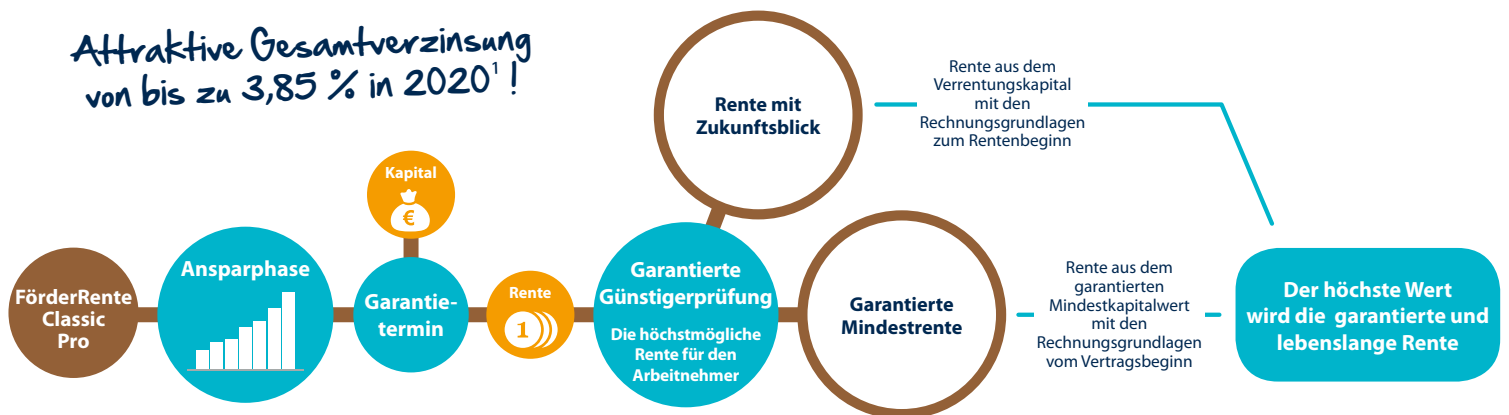 Attraktive Gesamtverzinsung
von bis zu 3,85 % in 2020¹ !
FörderRente
Classic
Pro
Ansparphase
Kapital
€
Garantie-
termin
Rente
1
Garantierte
Günstigerprüfung
Die höchstmögliche
Rente für den
Arbeitnehmer
Rente mit
Zukunftsblick
Rente aus dem
Verrentungskapital
mit den
Rechnungsgrundlagen
zum Rentenbeginn
Garantierte
Mindestrente
Rente aus dem
garantierten
Mindestkapitalwert
mit den
Rechnungsgrundlagen
vom Vertragsbeginn
Der höchste Wert
wird die garantierte und
lebenslange Rente